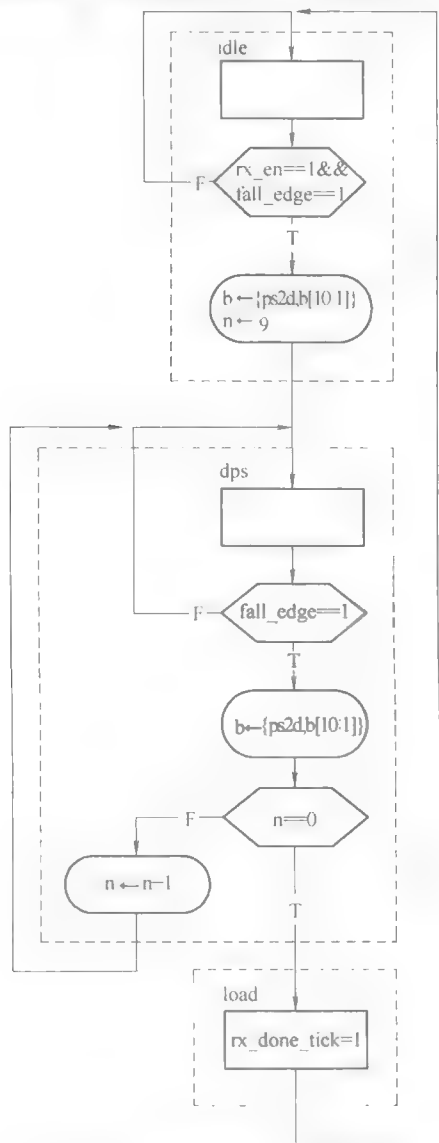 idle
rx_en==1&&
F
fall_edge==1
T
b←{ps2d,b[10:1]}
n← 9
dps
F
fall_edge==1
T
b←{ps2d,b[10:1]}
F
n==0
n ← n-1
T
load
rx_done_tick=1